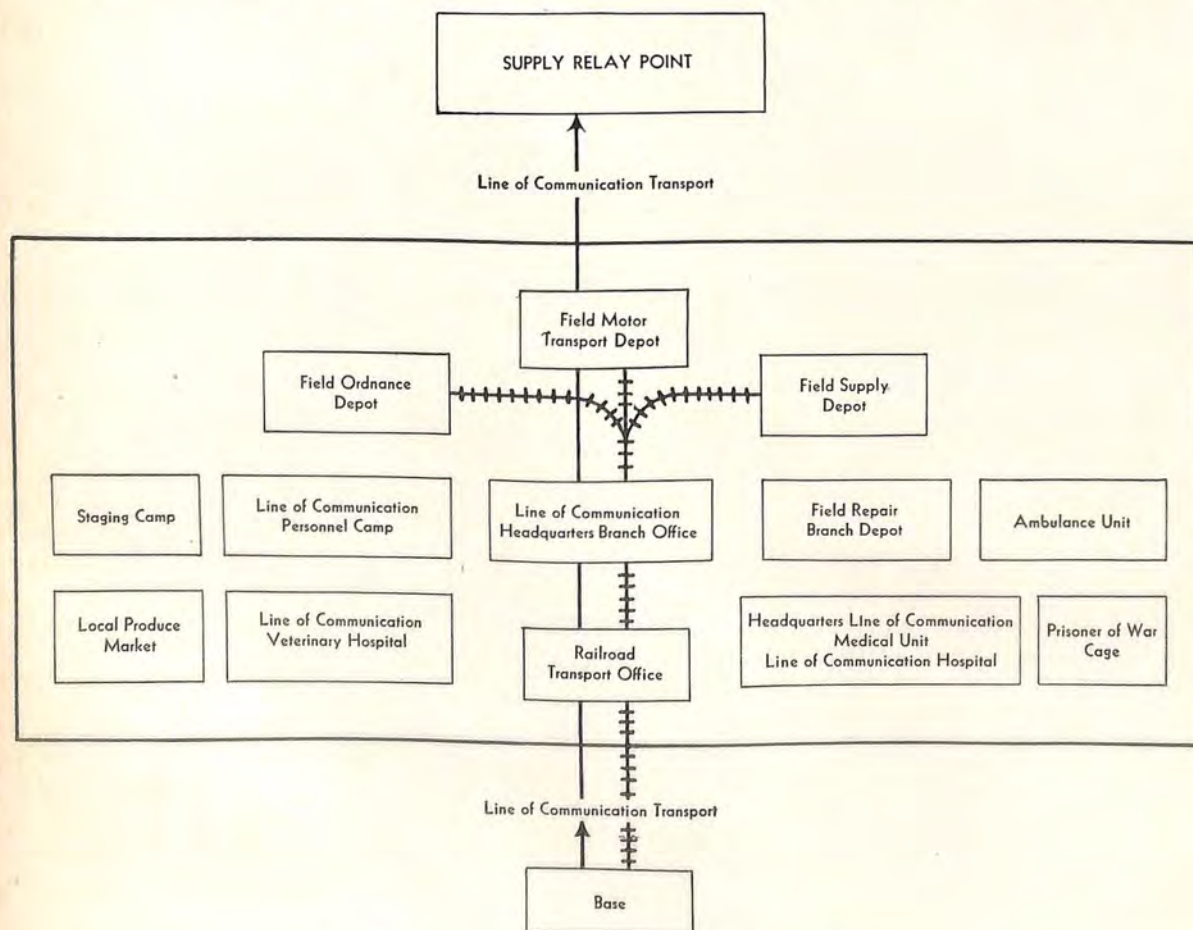 SUPPLY RELAY POINT
Line of Communication Transport
Field Motor
Transport Depot
Field Ordnance
Depot
Field Supply
Depot
Staging Camp
Line of Communication
Personnel Camp
Line of Communication
Headquarters Branch Office
Field Repair
Branch Depot
Ambulance Unit
Local Produce
Market
Line of Communication
Veterinary Hospital
Railroad
Transport Office
Headquarters LIne of Communication
Medical Unit
Line of Communication Hospital
Prisoner of War
Cage
Line of Communication Transport
Base